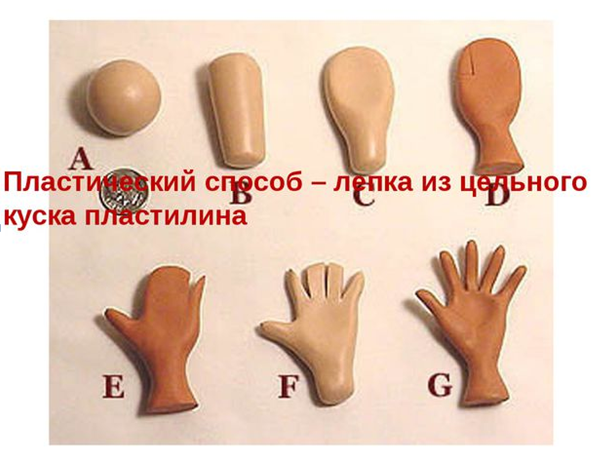 A
Пластический способ – лепка из цельного
B
C
D
куска пластилина
E
F
G